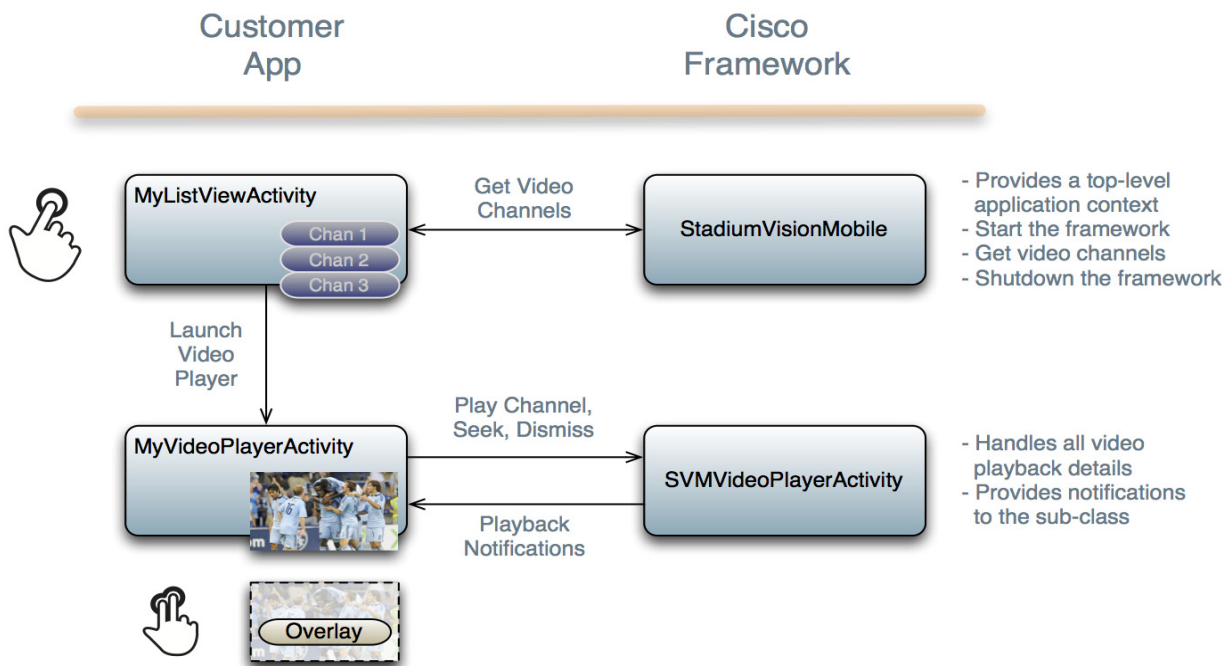 Customer
App
Cisco
Framework
MyListViewActivity
Chan 1
Chan 2
Chan 3
Get Video
Channels
StadiumVisionMobile
- Provides a top-level
application context
- Start the framework
- Get video channels
- Shutdown the framework
Launch
Video
Player
MyVideoPlayerActivity
Play Channel,
Seek, Dismiss
Playback
Notifications
SVMVideoPlayerActivity
- Handles all video
playback details
- Provides notifications
to the sub-class
Overlay